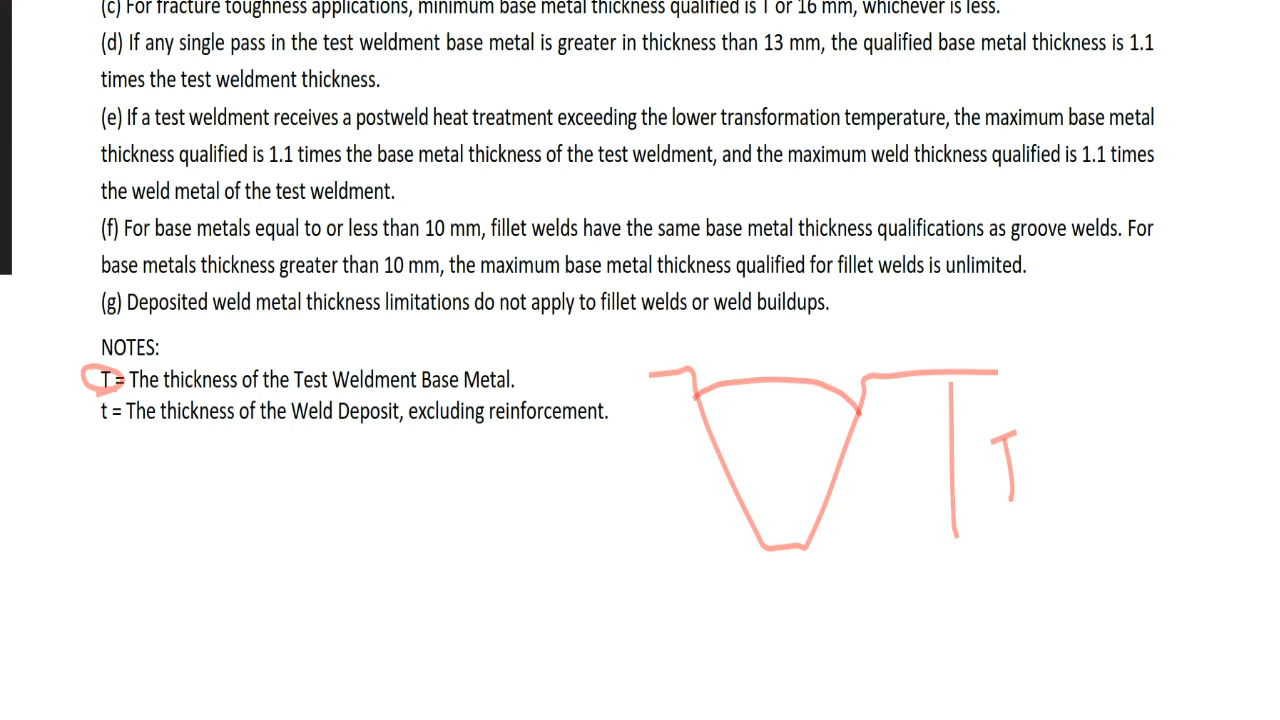 (c) For fracture toughness applications, minimum base metal thickness qualified is T or 16 mm, whichever is less.
(d) If any single pass in the test weldment base metal is greater in thickness than 13 mm, the qualified base metal thickness is 1.1
times the test weldment thickness.
(e) If a test weldment receives a postweld heat treatment exceeding the lower transformation temperature, the maximum base metal
thickness qualified is 1.1 times the base metal thickness of the test weldment, and the maximum weld thickness qualified is 1.1 times
the weld metal of the test weldment.
(f) For base metals equal to or less than 10 mm, fillet welds have the same base metal thickness qualifications as groove welds. For
base metals thickness greater than 10 mm, the maximum base metal thickness qualified for fillet welds is unlimited.
(g) Deposited weld metal thickness limitations do not apply to fillet welds or weld buildups.
NOTES:
T = The thickness of the Test Weldment Base Metal.
t = The thickness of the Weld Deposit, excluding reinforcement.
T